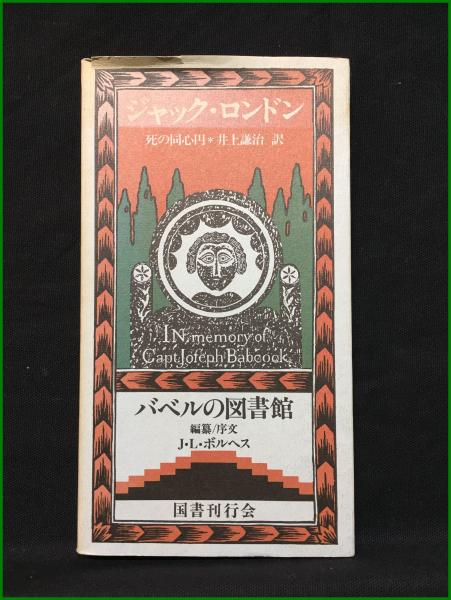 ジャック・ロンドン
死の同心円*井上謙治 訳
IN memory of
Capt Joseph Babcook
バベルの図書館
編纂/序文
J・L・ボルヘス
国書刊行会